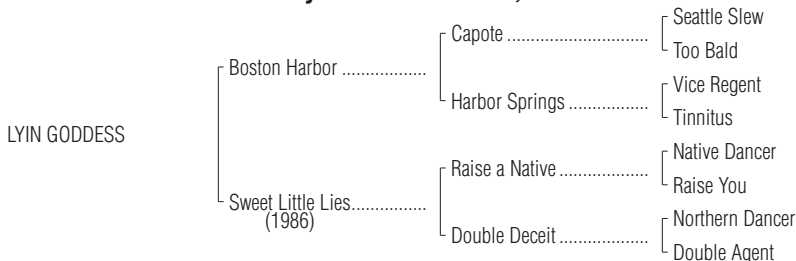 Seattle Slew
Capote ..............................
Too Bald
Boston Harbor ..................
Vice Regent
Harbor Springs .................
Tinnitus
LYIN GODDESS
Native Dancer
Raise a Native ...................
Raise You
Sweet Little Lies................
(1986)
Northern Dancer
Double Deceit ...................
Double Agent